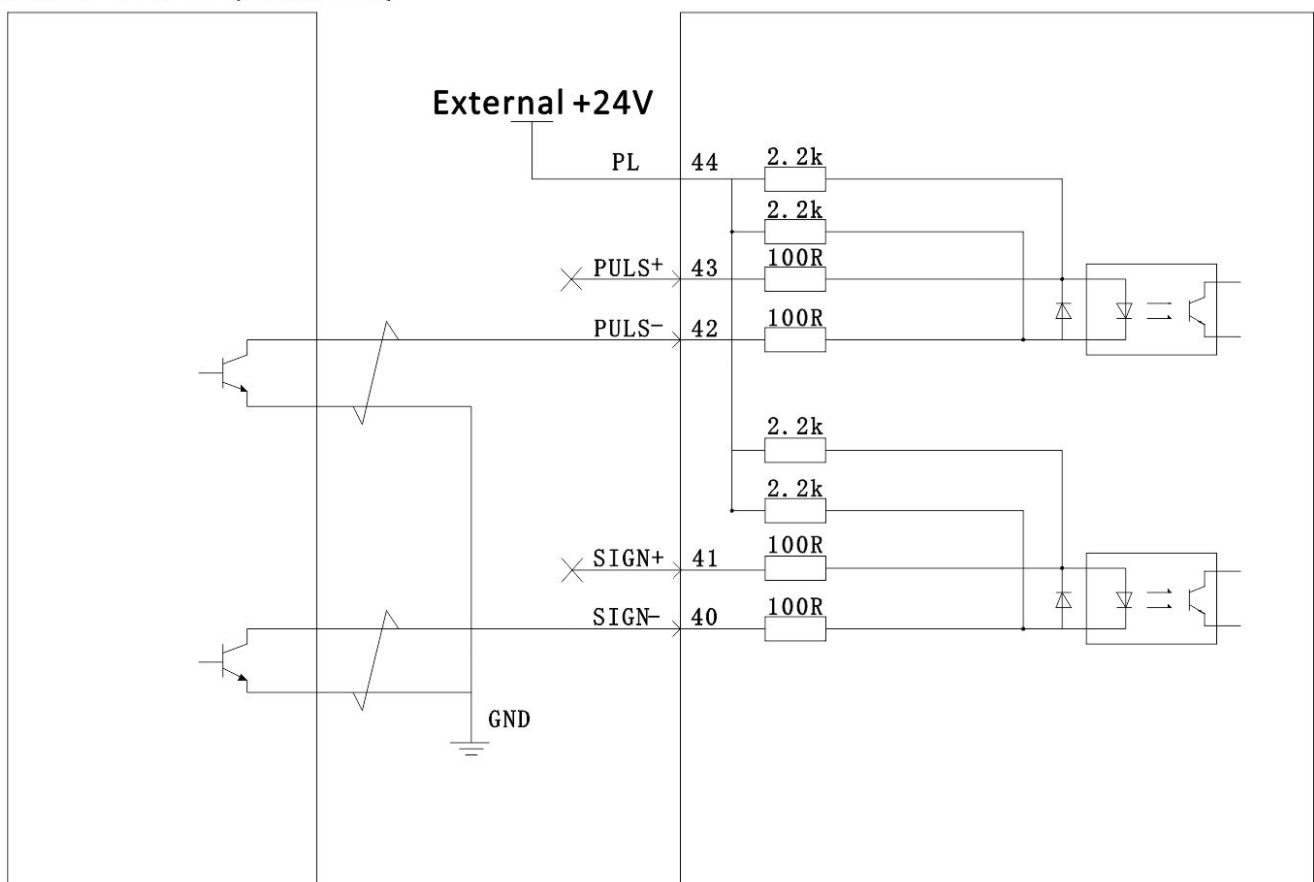 External +24V
PL 44
2.2k
2.2k
PULS+ 43
100R
PULS- 42
100R
2.2k
2.2k
SIGN+ 41
100R
SIGN- 40
100R
GND